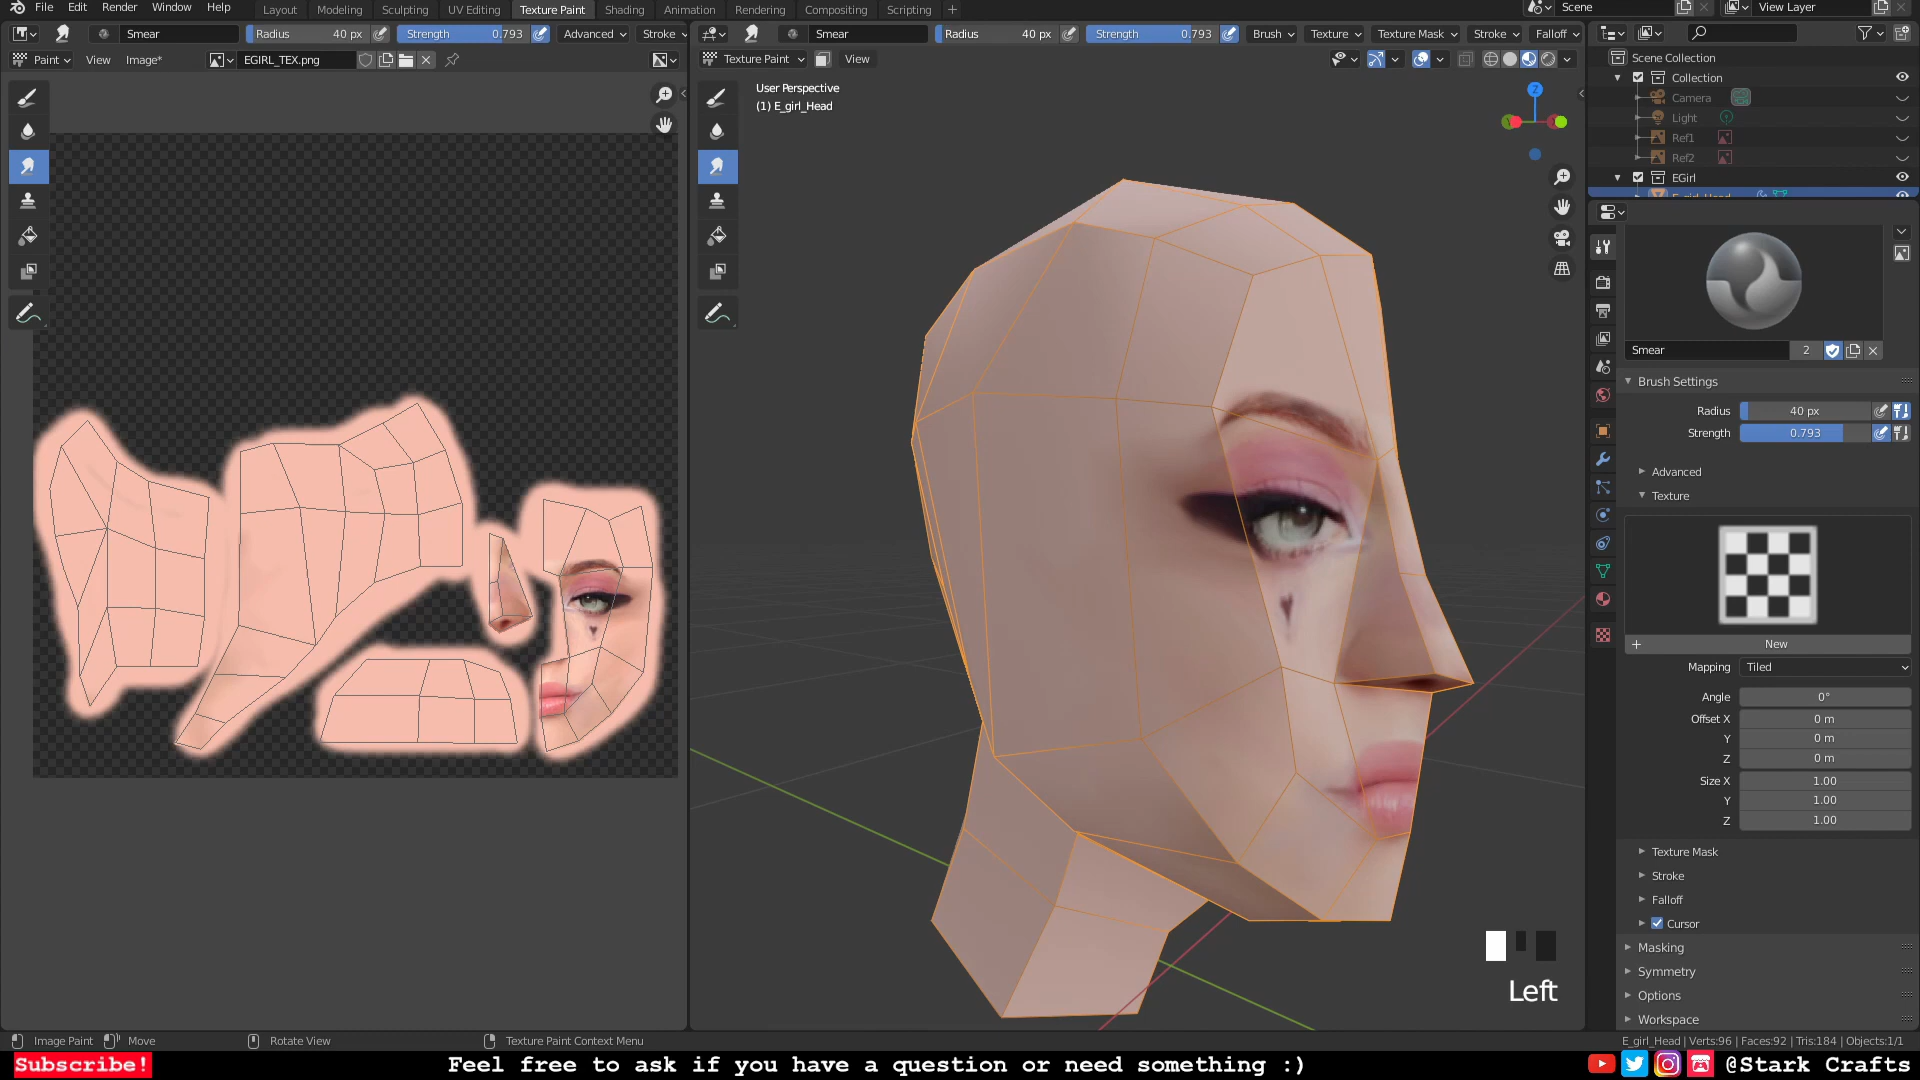 File Edit Render Window Help Layout Modeling Sculpting UV Editing Texture Paint Shading Animation Rendering Compositing Scripting + Scene View Layer
Smear Radius 40 px Strength 0.793 Advanced Stroke
Smear Radius 40 px Strength 0.793 Brush Texture Texture Mask Stroke Falloff
Paint View Image* EGIRL_TEX.png
Texture Paint View
User Perspective
(1) E_girl_Head
Z
Scene Collection
Collection
Camera
Light
Ref1
Ref2
EGirl
Smear 2
Brush Settings
Radius 40 px
Strength 0.793
Advanced
Texture
+ New
Mapping Tiled
Angle 0°
Offset X 0 m
Y 0 m
Z 0 m
Size X 1.00
Y 1.00
Z 1.00
Texture Mask
Stroke
Falloff
Cursor
Masking
Symmetry
Options
Workspace
Left
Image Paint Move Rotate View Texture Paint Context Menu E_girl_Head | Verts:96 | Faces:92 | Tris:184 | Objects:1/1
Subscribe! Feel free to ask if you have a question or need something :) @Stark Crafts